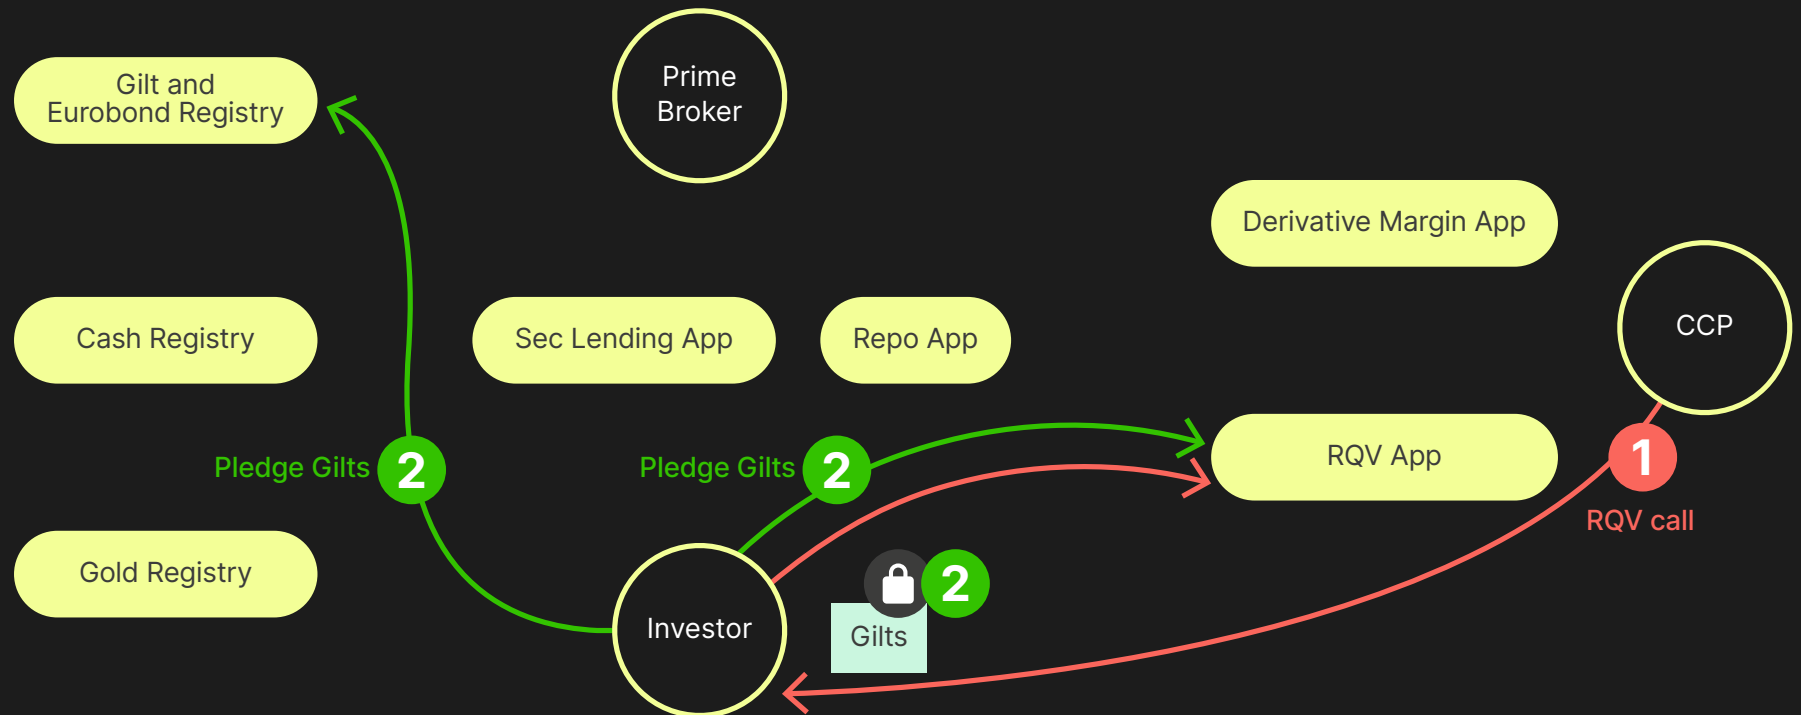 Gilt and
Eurobond Registry
Prime
Broker
Derivative Margin App
Cash Registry
Sec Lending App
Repo App
CCP
Pledge Gilts 2
Pledge Gilts 2
RQV App
1
RQV call
Gold Registry
Investor
2
Gilts